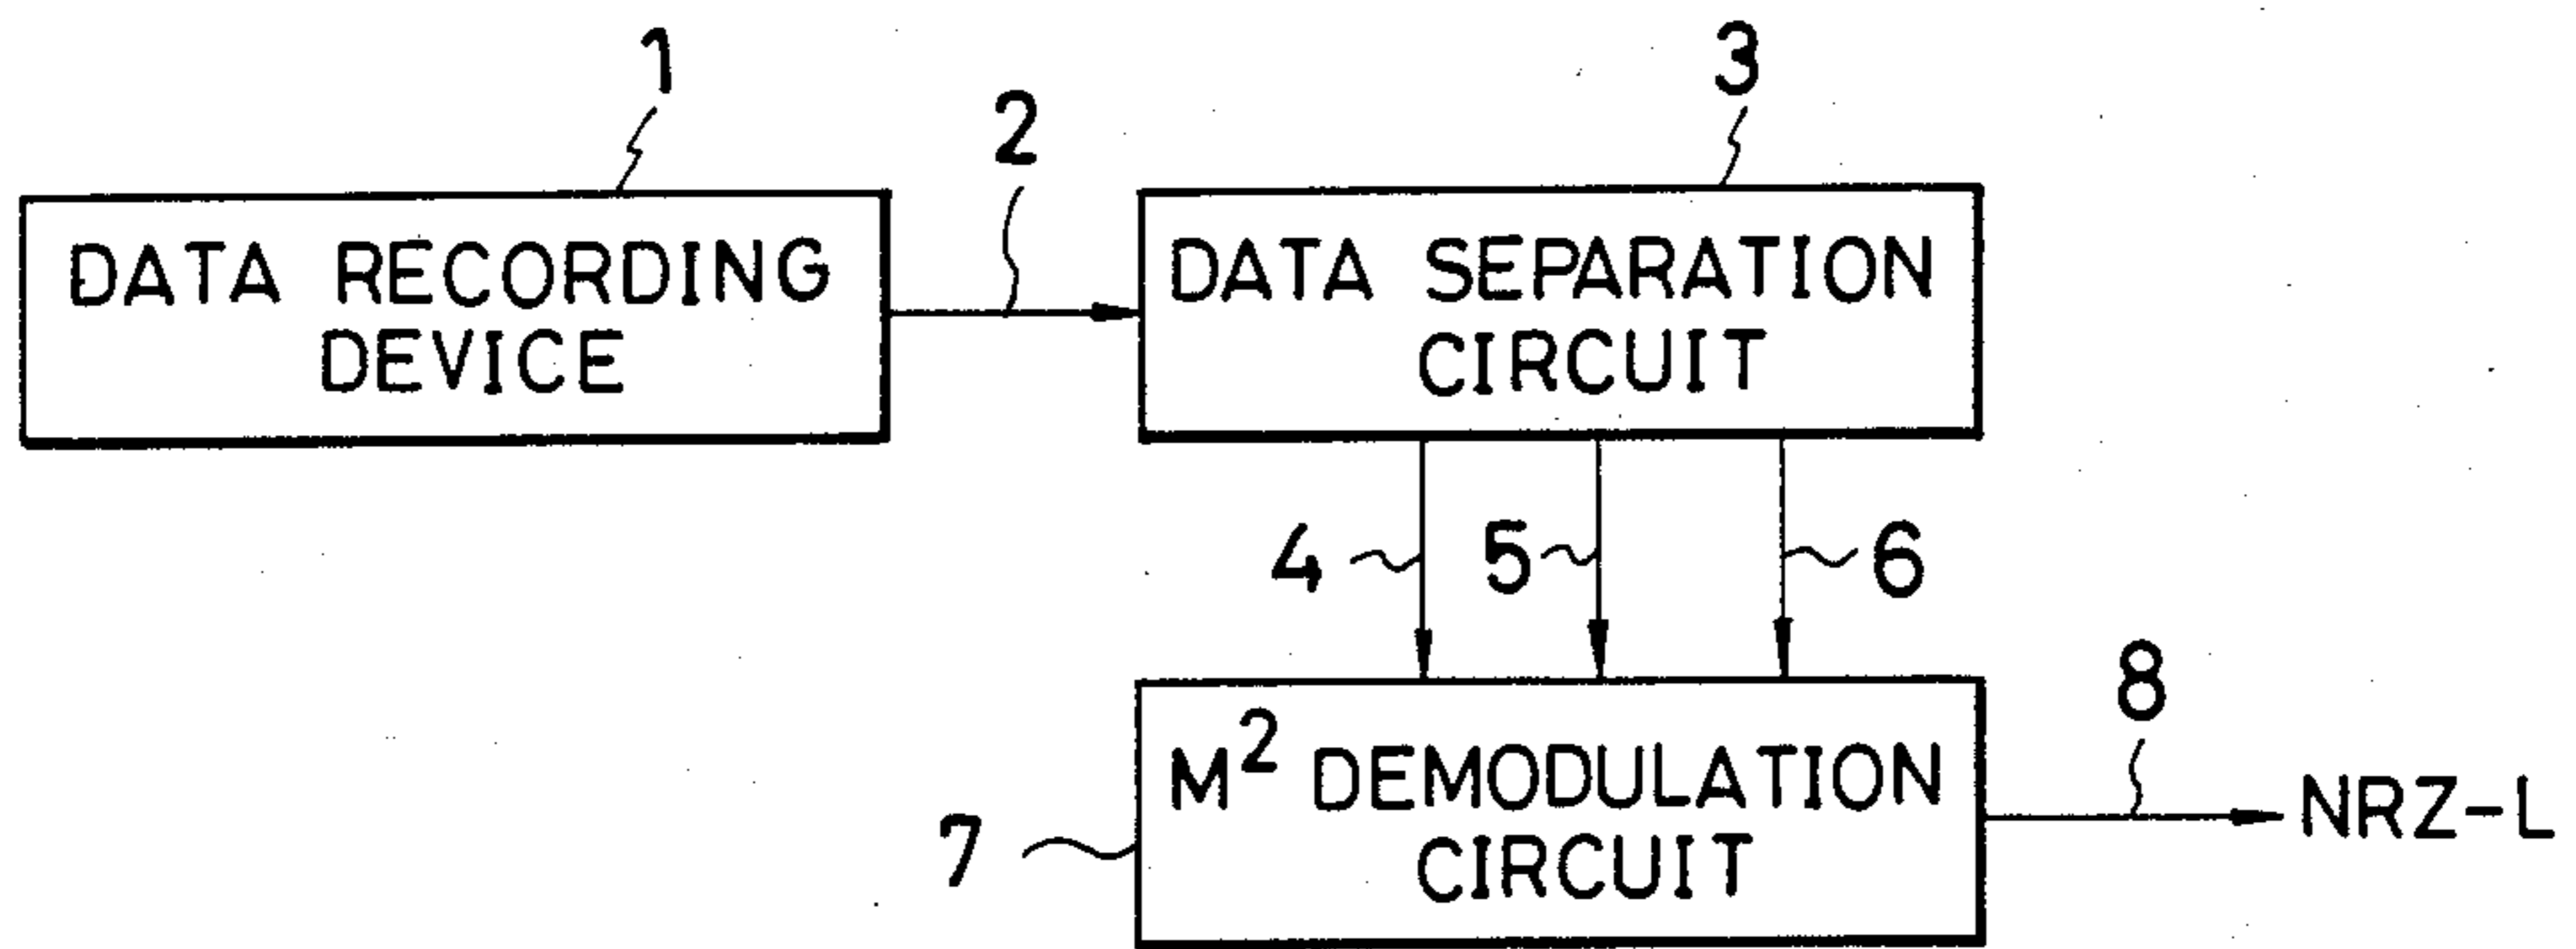 1
2
3
DATA RECORDING
DEVICE
DATA SEPARATION
CIRCUIT
4
5
6
7
M² DEMODULATION
CIRCUIT
8
NRZ-L